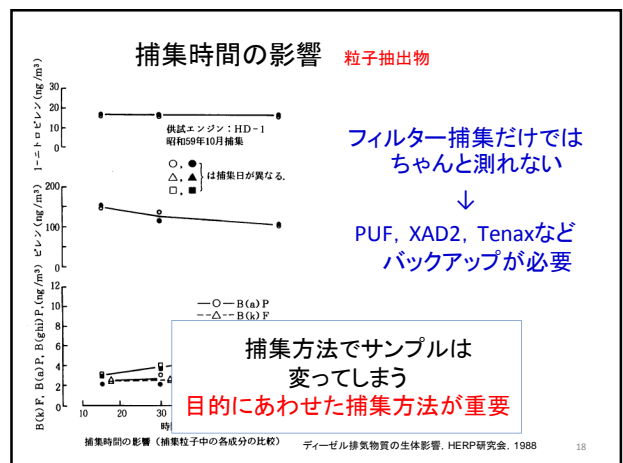 捕集時間の影響 粒子抽出物
1-ニトロピレン(ng/m³)
30
20
10
0
供試エンジン：HD-1
昭和59年10月捕集
○, ●
△, ▲ は捕集日が異なる.
□, ■
ピレン(ng/m³)
200
100
0
B(k)F, B(a)P, B(ghi)P, (ng/m³)
12
10
8
6
4
2
0
—○— B(a)P
--△-- B(k)F
10 20 30
時
捕集時間の影響（捕集粒子中の各成分の比較）
フィルター捕集だけでは
ちゃんと測れない
↓
PUF, XAD2, Tenaxなど
バックアップが必要
捕集方法でサンプルは
変ってしまう
目的にあわせた捕集方法が重要
ディーゼル排気物質の生体影響, HERP研究会, 1988
18